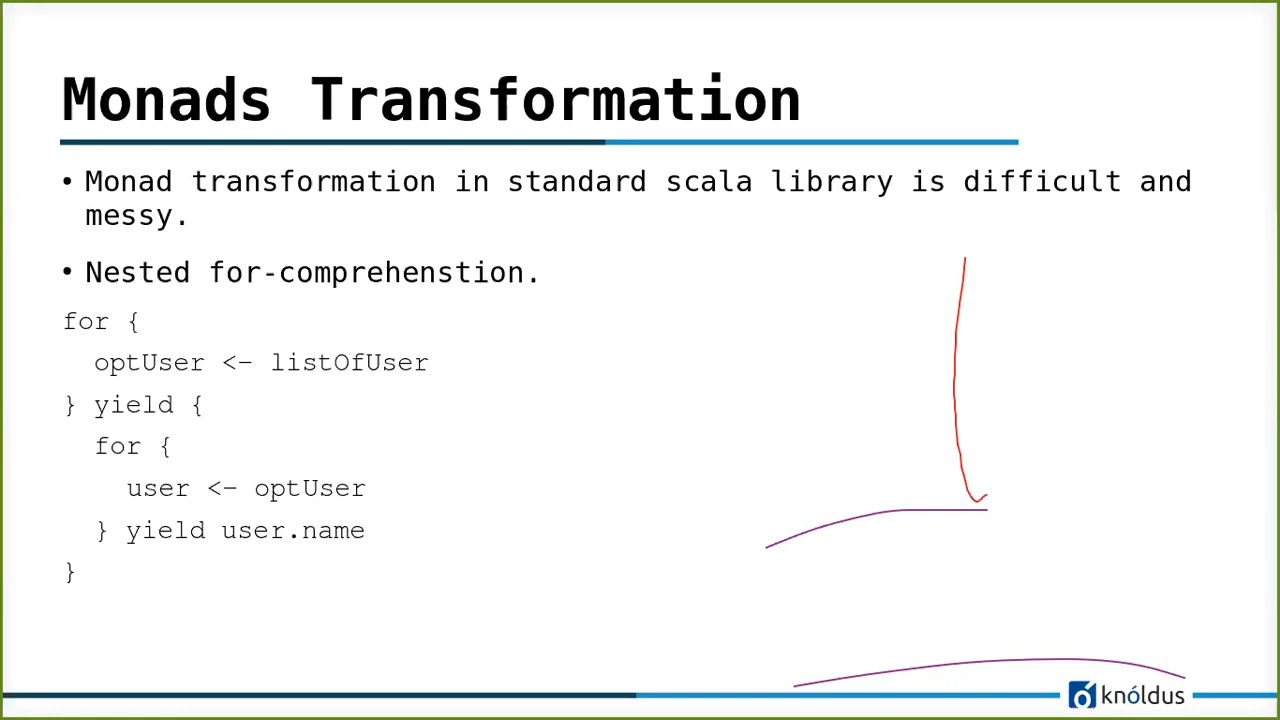 Monads Transformation
• Monad transformation in standard scala library is difficult and
messy.
• Nested for-comprehenstion.
for {
  optUser <- listOfUser
} yield {
  for {
    user <- optUser
  } yield user.name
}
knóldus